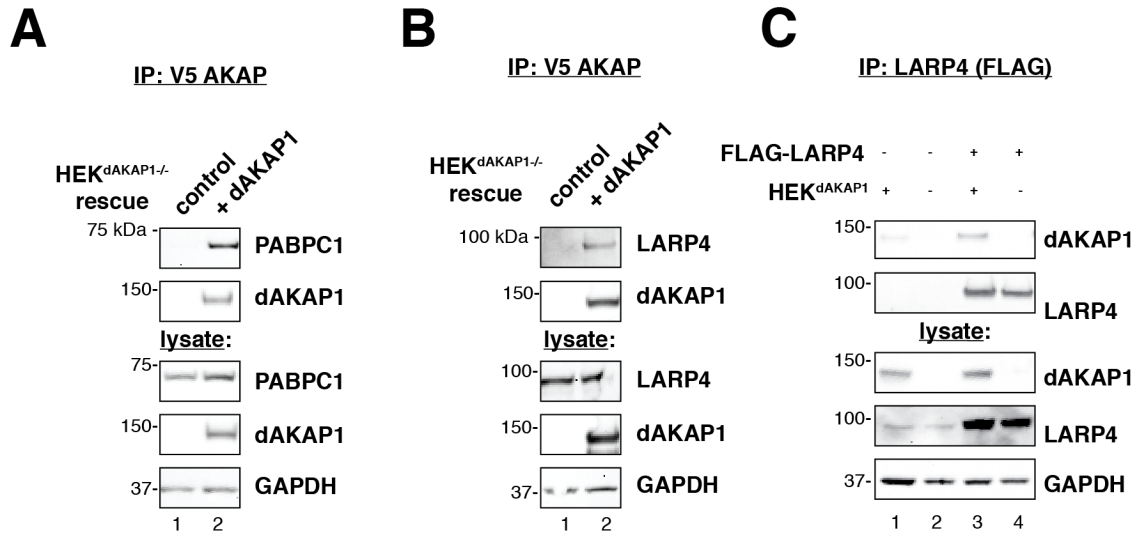 A
IP: V5 AKAP
HEKdAKAP1-/-
rescue
control
+ dAKAP1
75 kDa -
PABPC1
150-
dAKAP1
lysate:
75-
PABPC1
150-
dAKAP1
37-
GAPDH
1 2
B
IP: V5 AKAP
HEKdAKAP1-/-
rescue
control
+ dAKAP1
100 kDa -
LARP4
150-
dAKAP1
lysate:
100-
LARP4
150-
dAKAP1
37-
GAPDH
1 2
C
IP: LARP4 (FLAG)
FLAG-LARP4 - - + +
HEKdAKAP1 + - + -
150-
dAKAP1
100-
LARP4
lysate:
150-
dAKAP1
100-
LARP4
37-
GAPDH
1 2 3 4